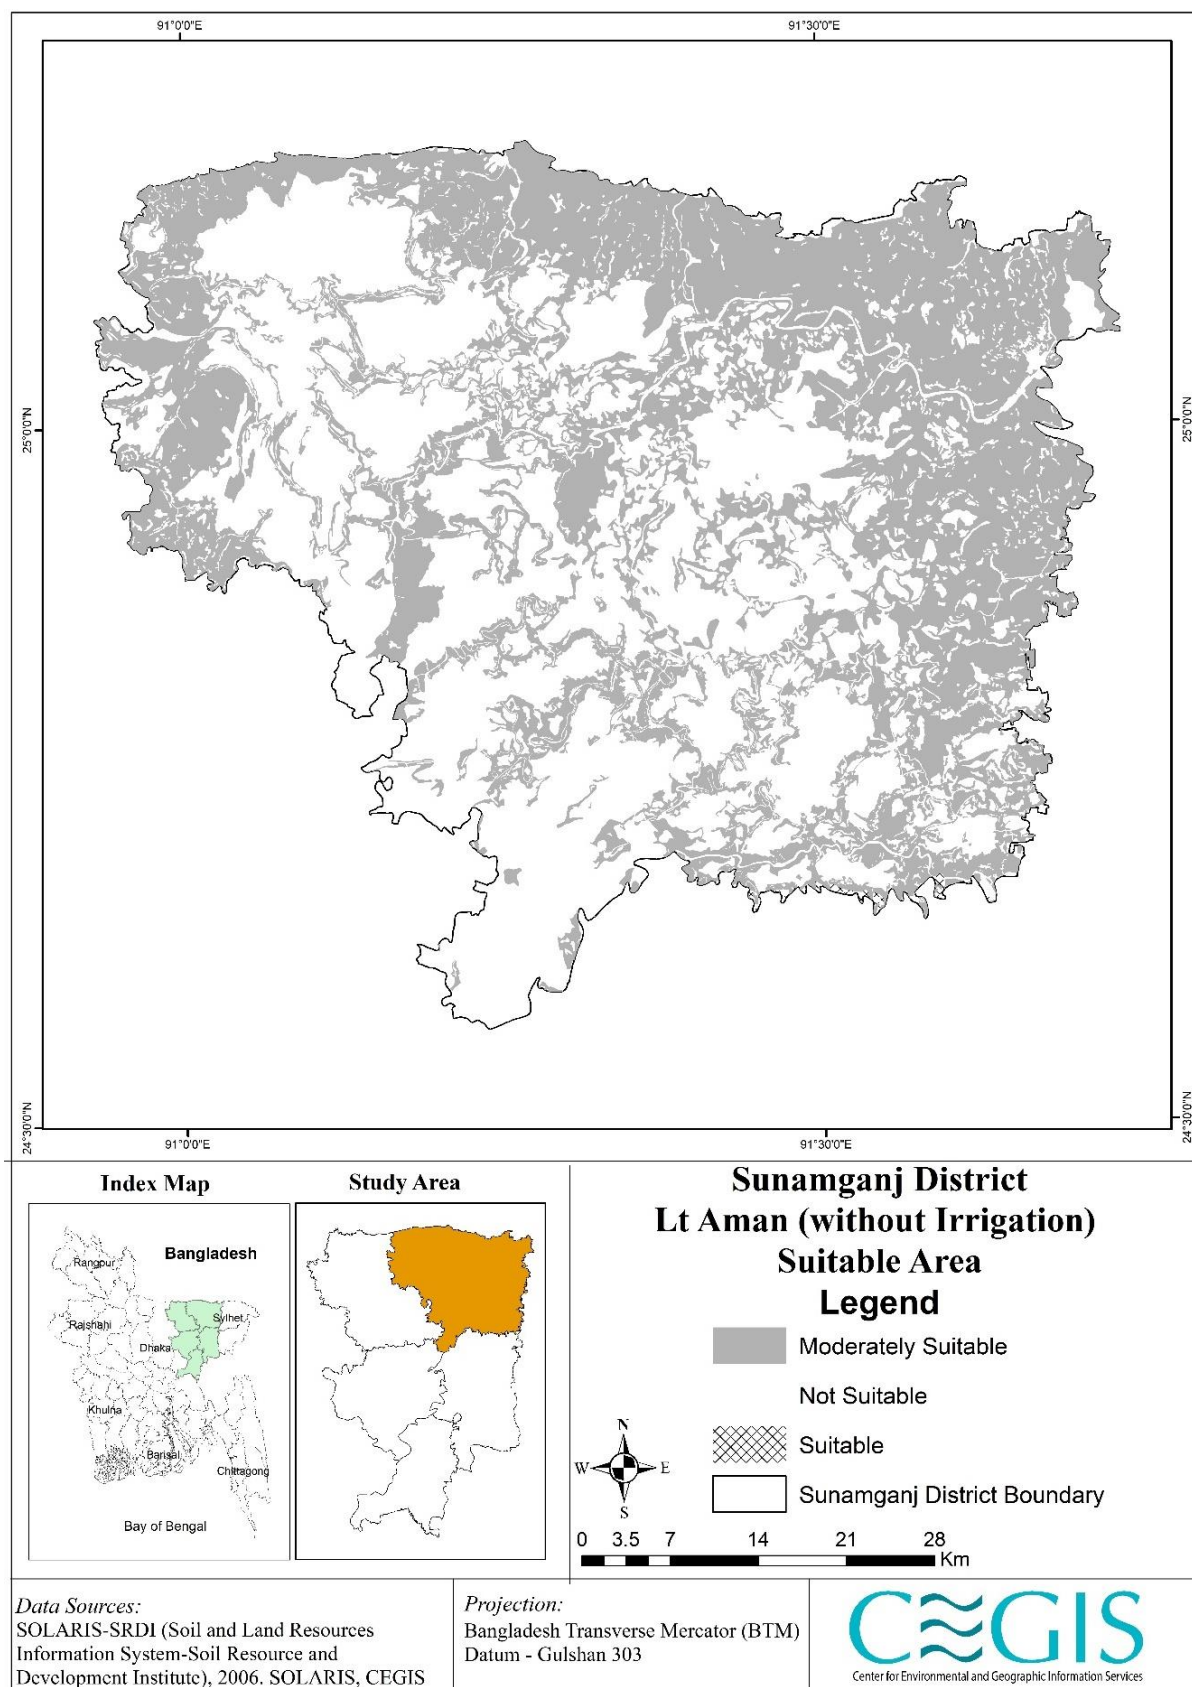 91°0'0"E
91°30'0"E
25°0'0"N
25°0'0"N
24°30'0"N
24°30'0"N
91°0'0"E
91°30'0"E
Index Map
Study Area
Bangladesh
Rangpur
Rajshahi
Sylhet
Dhaka
Khulna
Barisal
Chittagong
Bay of Bengal
Sunamganj District
Lt Aman (without Irrigation)
Suitable Area
Legend
Moderately Suitable
Not Suitable
Suitable
Sunamganj District Boundary
N
W
E
S
0 3.5 7 14 21 28
Km
Data Sources:
SOLARIS-SRDI (Soil and Land Resources
Information System-Soil Resource and
Development Institute), 2006. SOLARIS, CEGIS
Projection:
Bangladesh Transverse Mercator (BTM)
Datum - Gulshan 303
CEGIS
Center for Environmental and Geographic Information Services